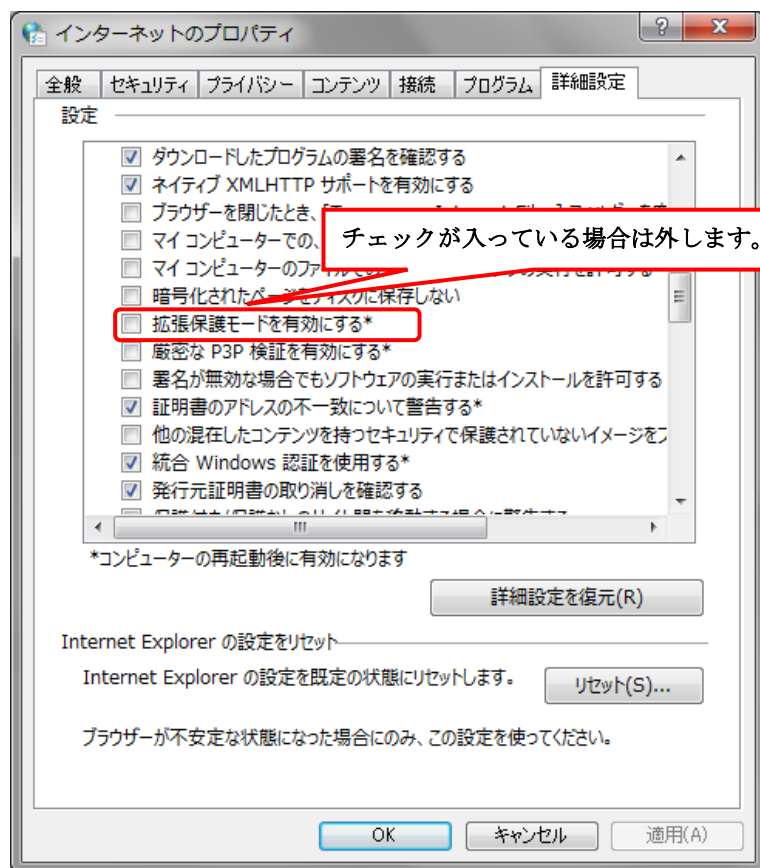 インターネットのプロパティ
全般 セキュリティ プライバシー コンテンツ 接続 プログラム 詳細設定
設定
ダウンロードしたプログラムの署名を確認する
ネイティブ XMLHTTP サポートを有効にする
ブラウザーを閉じたとき、
チェックが入っている場合は外します。
マイ コンピューターでの、
マイ コンピューターのファイルでの
暗号化されたページをディスクに保存しない
拡張保護モードを有効にする*
厳密な P3P 検証を有効にする*
署名が無効な場合でもソフトウェアの実行またはインストールを許可する
証明書のアドレスの不一致について警告する*
他の混在したコンテンツを持つセキュリティで保護されていないイメージをブ
統合 Windows 認証を使用する*
発行元証明書の取り消しを確認する
*コンピューターの再起動後に有効になります
詳細設定を復元(R)
Internet Explorer の設定をリセット
Internet Explorer の設定を既定の状態にリセットします。
リセット(S)...
ブラウザーが不安定な状態になった場合にのみ、この設定を使ってください。
OK キャンセル 適用(A)